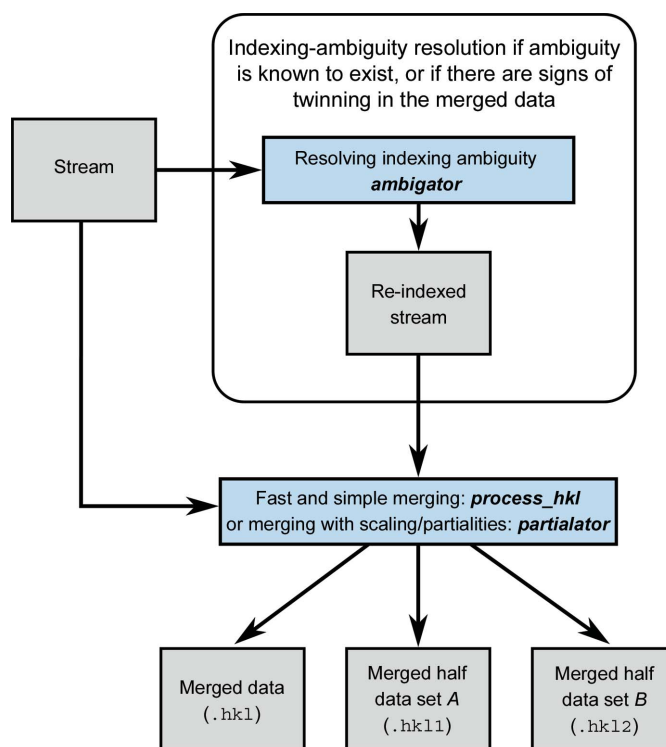 Indexing-ambiguity resolution if ambiguity
is known to exist, or if there are signs of
twinning in the merged data
Stream
Resolving indexing ambiguity
ambigator
Re-indexed
stream
Fast and simple merging: process_hkl
or merging with scaling/partialities: partialator
Merged data
(.hkl)
Merged half
data set A
(.hkl1)
Merged half
data set B
(.hkl2)